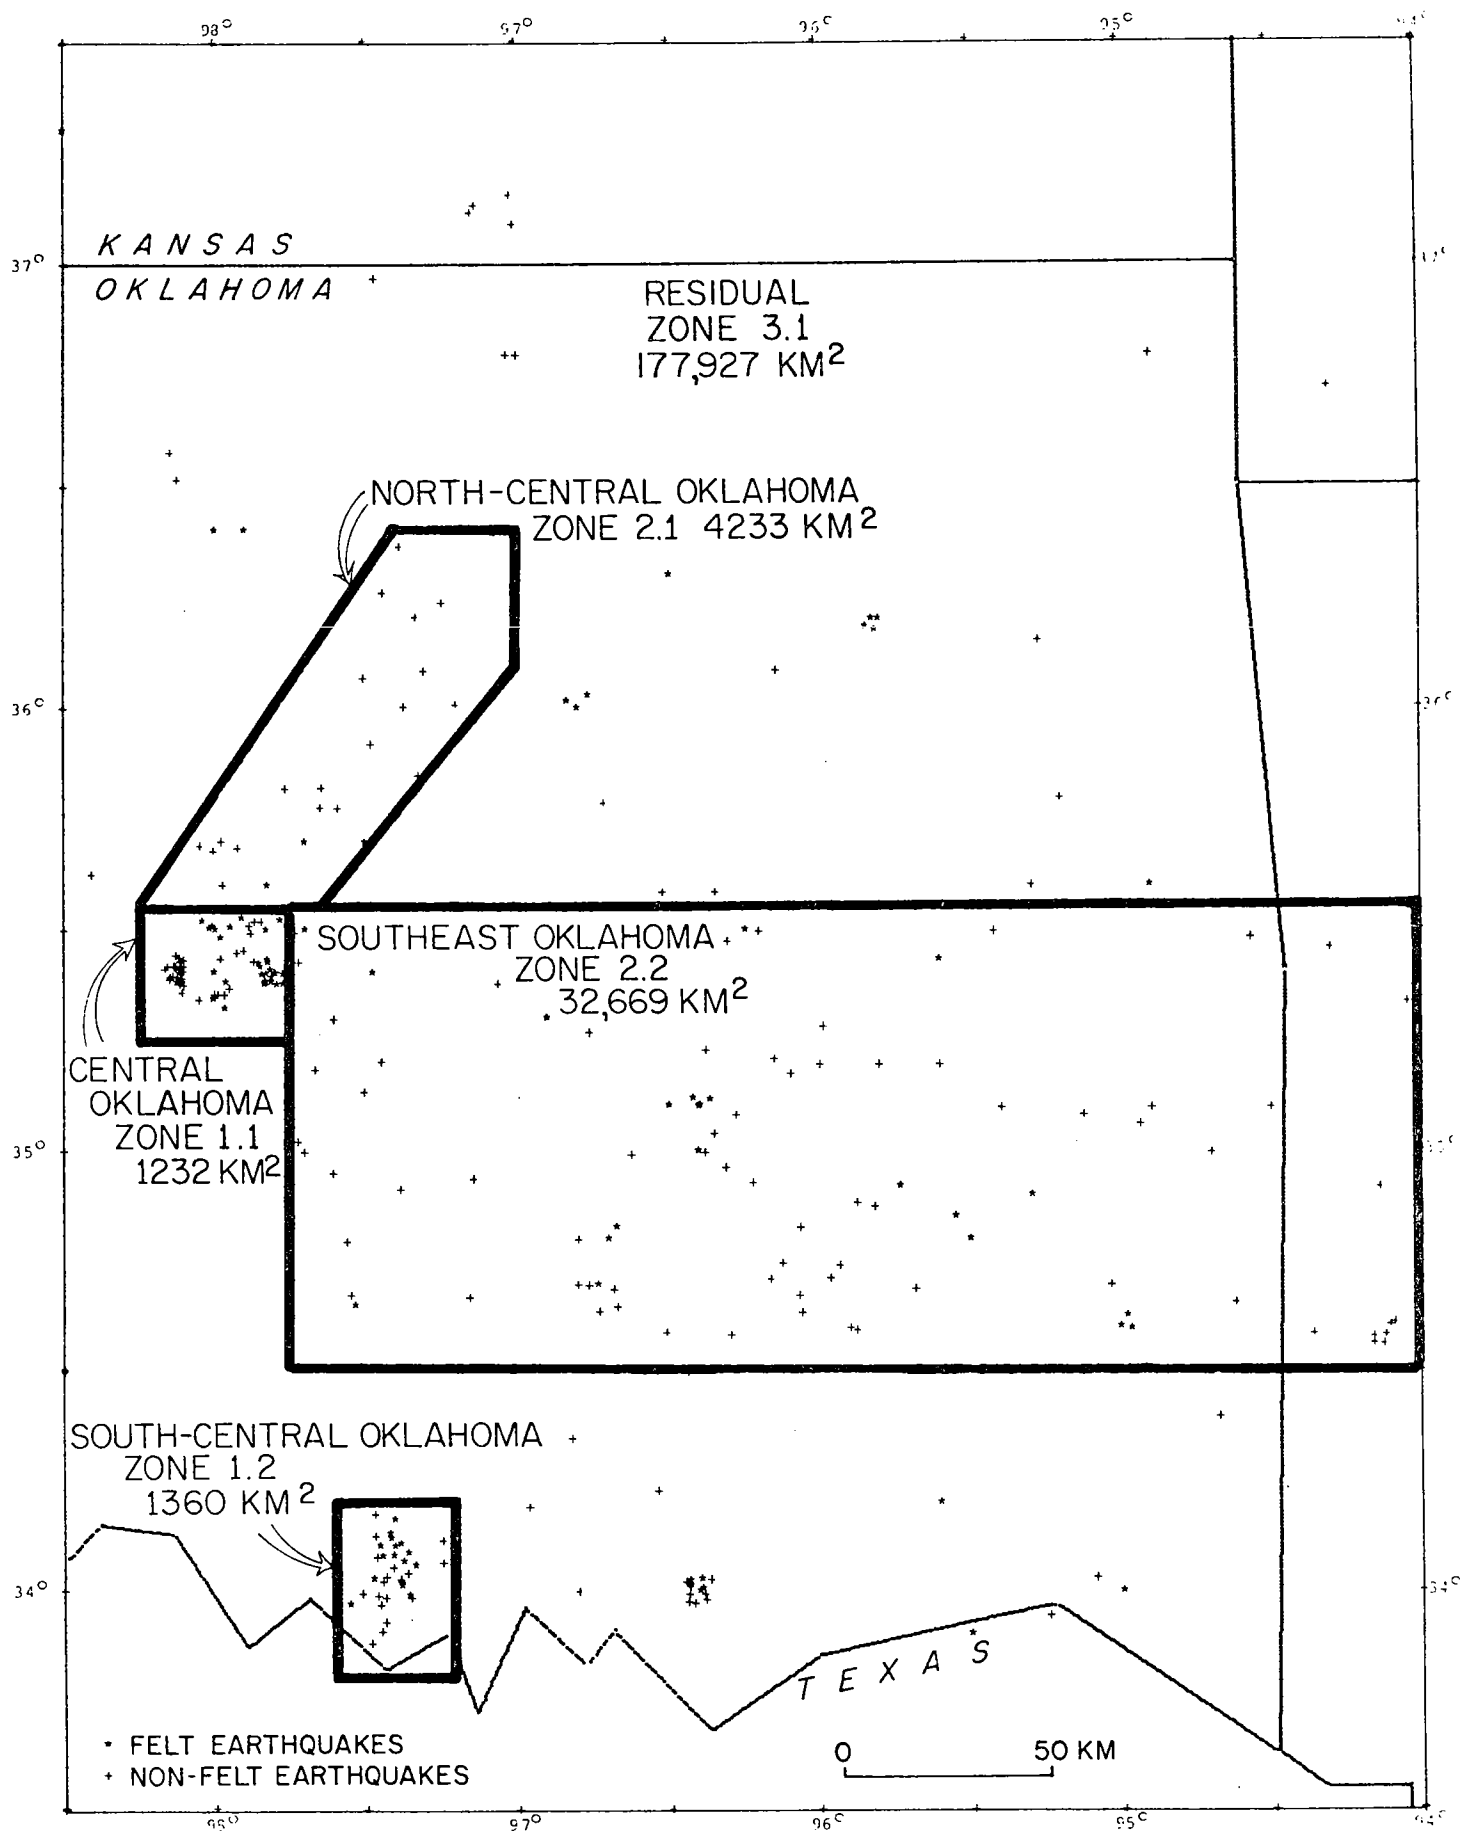 98° 97° 96° 95°
KANSAS
37°
OKLAHOMA
RESIDUAL
ZONE 3.1
177,927 KM²
NORTH-CENTRAL OKLAHOMA
ZONE 2.1 4233 KM²
36°
SOUTHEAST OKLAHOMA
ZONE 2.2
32,669 KM²
CENTRAL
OKLAHOMA
ZONE 1.1
1232 KM²
35°
SOUTH-CENTRAL OKLAHOMA
ZONE 1.2
1360 KM²
34° 34°
TEXAS
* FELT EARTHQUAKES
+ NON-FELT EARTHQUAKES
0 50 KM
98° 97° 96° 95° 94°